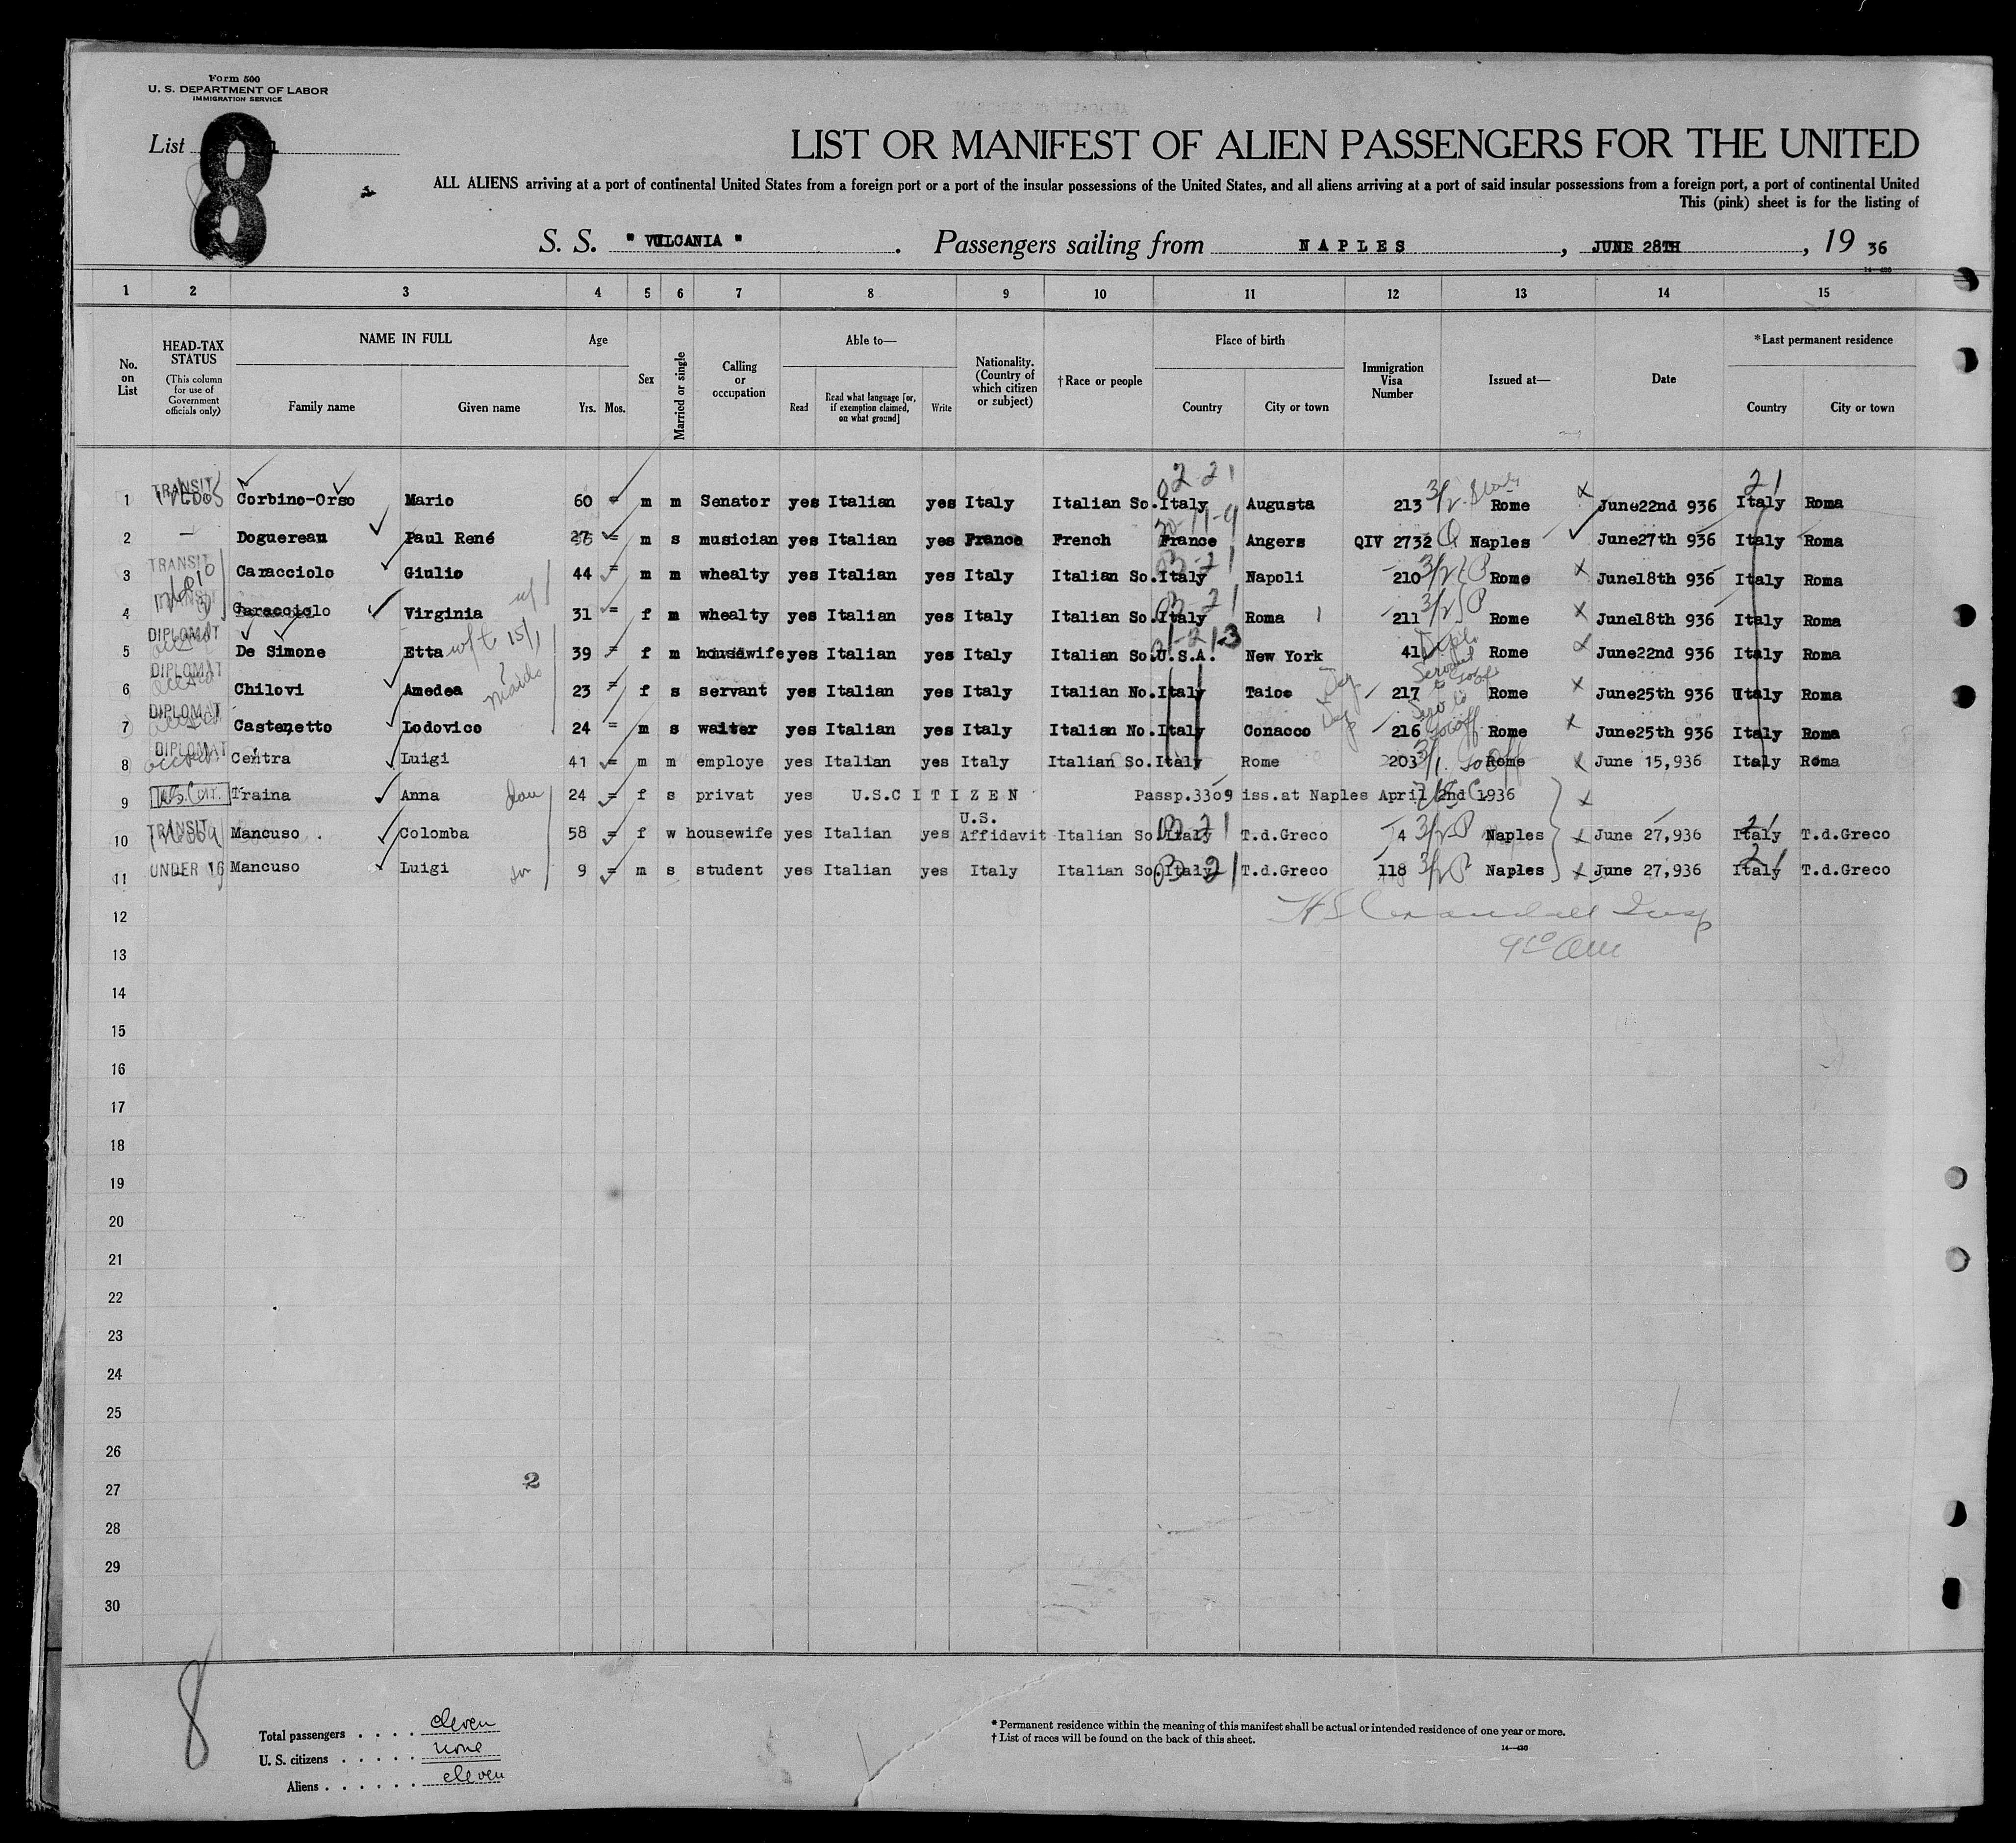 Form 500
U. S. DEPARTMENT OF LABOR
IMMIGRATION SERVICE
List 8
LIST OR MANIFEST OF ALIEN PASSENGERS FOR THE UNITED
ALL ALIENS arriving at a port of continental United States from a foreign port or a port of the insular possessions of the United States, and all aliens arriving at a port of said insular possessions from a foreign port, a port of continental United
This (pink) sheet is for the listing of
S. S. " VULCANIA " . Passengers sailing from NAPLES , JUNE 28TH , 19 36
1 2 3 4 5 6 7 8 9 10 11 12 13 14 15
No. on List
HEAD-TAX STATUS (This column for use of Government officials only)
NAME IN FULL Family name Given name
Age Yrs. Mos.
Sex
Married or single
Calling or occupation
Able to— Read Read what language [or, if exemption claimed, on what ground] Write
Nationality. (Country of which citizen or subject)
† Race or people
Place of birth Country City or town
Immigration Visa Number
Issued at—
Date
* Last permanent residence Country City or town
1 TRANSIT Corbino-Orso Mario 60 = m m Senator yes Italian yes Italy Italian So. Italy Augusta 213 Rome June22nd 936 Italy Roma
2 — Doguereau Paul René = m s musician yes Italian yes France French France Angers QIV 2732 Naples June27th 936 Italy Roma
3 TRANSIT Caracciolo Giulio 44 = m m whealty yes Italian yes Italy Italian So. Italy Napoli 210 Rome June18th 936 Italy Roma
4 Caracciolo Virginia 31 = f m whealty yes Italian yes Italy Italian So. Italy Roma 211 Rome June18th 936 Italy Roma
5 DIPLOMAT De Simone Etta 39 = f m housewife yes Italian yes Italy Italian So. U.S.A. New York 41 Rome June22nd 936 Italy Roma
6 DIPLOMAT Chilovi Amedea 23 = f s servant yes Italian yes Italy Italian No. Italy Taio 217 Rome June25th 936 Italy Roma
7 DIPLOMAT Castenetto Lodovico 24 = m s waiter yes Italian yes Italy Italian No. Italy Conacco 216 Rome June25th 936 Italy Roma
8 DIPLOMAT Centra Luigi 41 = m m employe yes Italian yes Italy Italian So. Italy Rome 203 Rome June 15,936 Italy Roma
9 Traina Anna 24 = f s privat yes U.S.CITIZEN Passp.3309 iss.at Naples April 2nd 1936
10 TRANSIT Mancuso . Colomba 58 = f w housewife yes Italian yes U.S. Affidavit Italian So. Italy T.d.Greco 4 Naples June 27,936 Italy T.d.Greco
11 UNDER 16 Mancuso Luigi 9 = m s student yes Italian yes Italy Italian So. Italy T.d.Greco 118 Naples June 27,936 Italy T.d.Greco
12
13
14
15
16
17
18
19
20
21
22
23
24
25
26
27
28
29
30
2
8
Total passengers . . . . eleven
U. S. citizens . . . . . none
Aliens . . . . . . eleven
* Permanent residence within the meaning of this manifest shall be actual or intended residence of one year or more.
† List of races will be found on the back of this sheet.
14—430